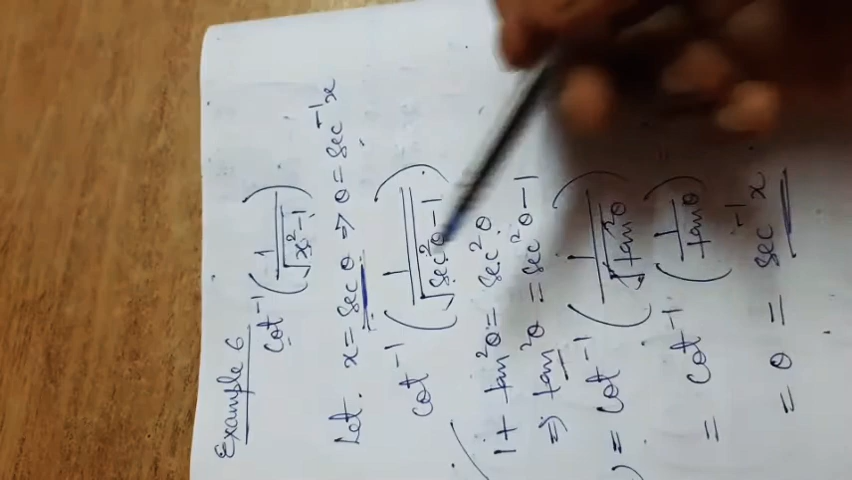 Example 6
cot⁻¹(1/√(x²-1))
Let. x = sec θ ⇒ θ = sec⁻¹x
cot⁻¹(1/√(sec²θ-1))
1 + tan²θ = sec²θ
⇒ tan²θ = sec²θ-1
= cot⁻¹(1/√(tan²θ))
= cot⁻¹(1/tanθ)
= θ = sec⁻¹x.